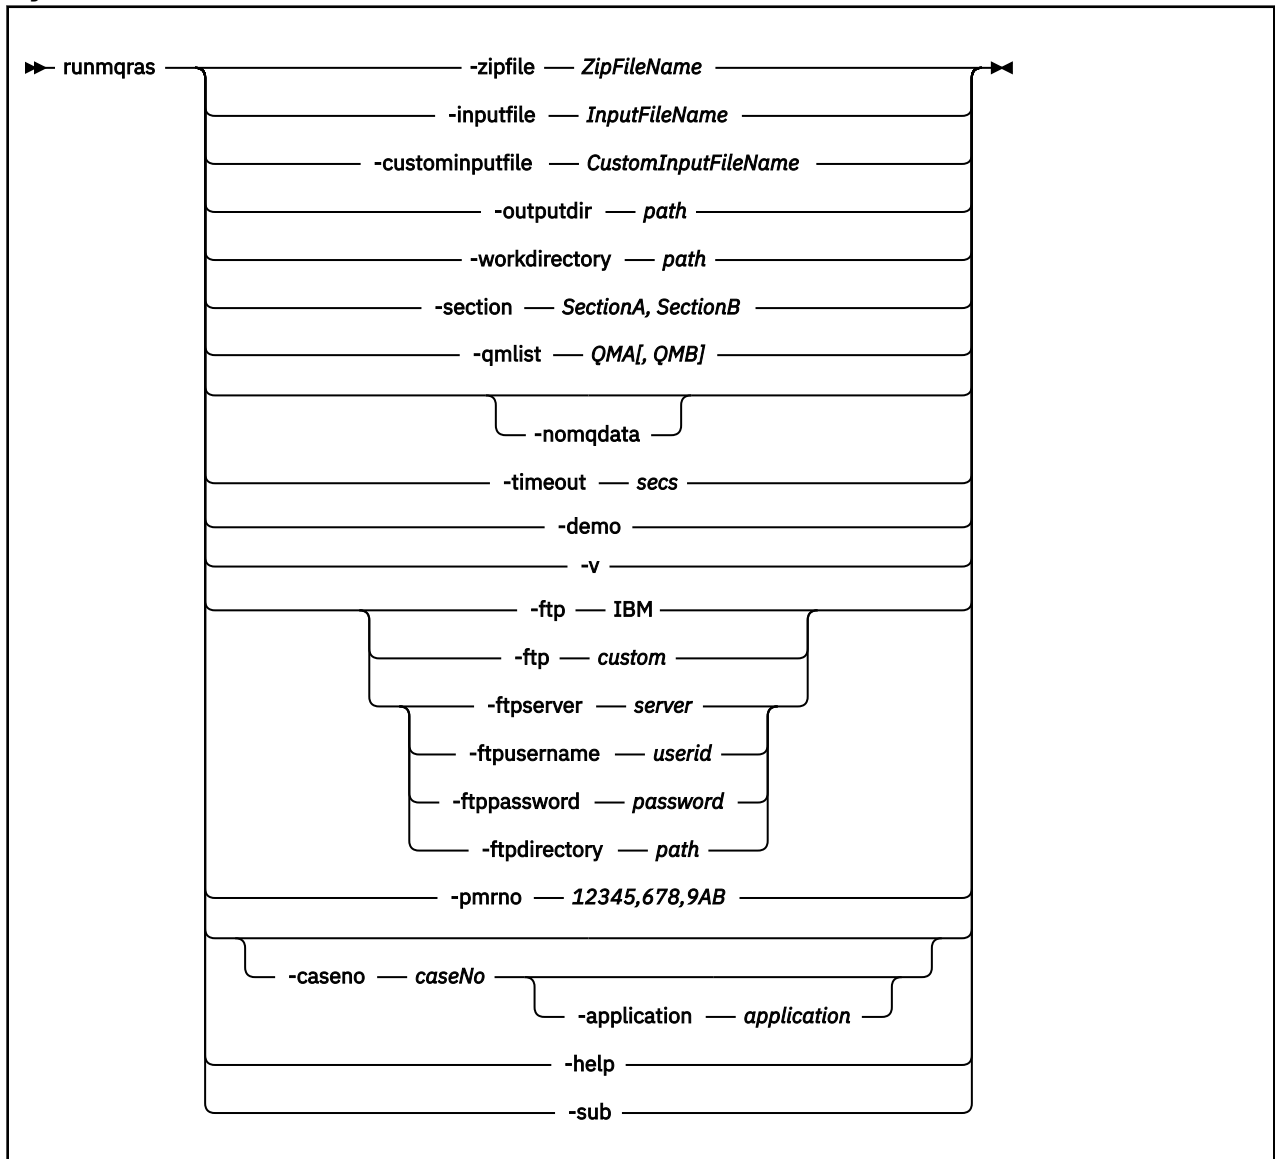 runmqras -zipfile ZipFileName
-inputfile InputFileName
-custominputfile CustomInputFileName
-outputdir path
-workdirectory path
-section SectionA, SectionB
-qmlist QMA[, QMB]
-nomqdata
-timeout secs
-demo
-v
-ftp IBM
-ftp custom
-ftpserver server
-ftpusername userid
-ftppassword password
-ftpdirectory path
-pmrno 12345,678,9AB
-caseno caseNo
-application application
-help
-sub